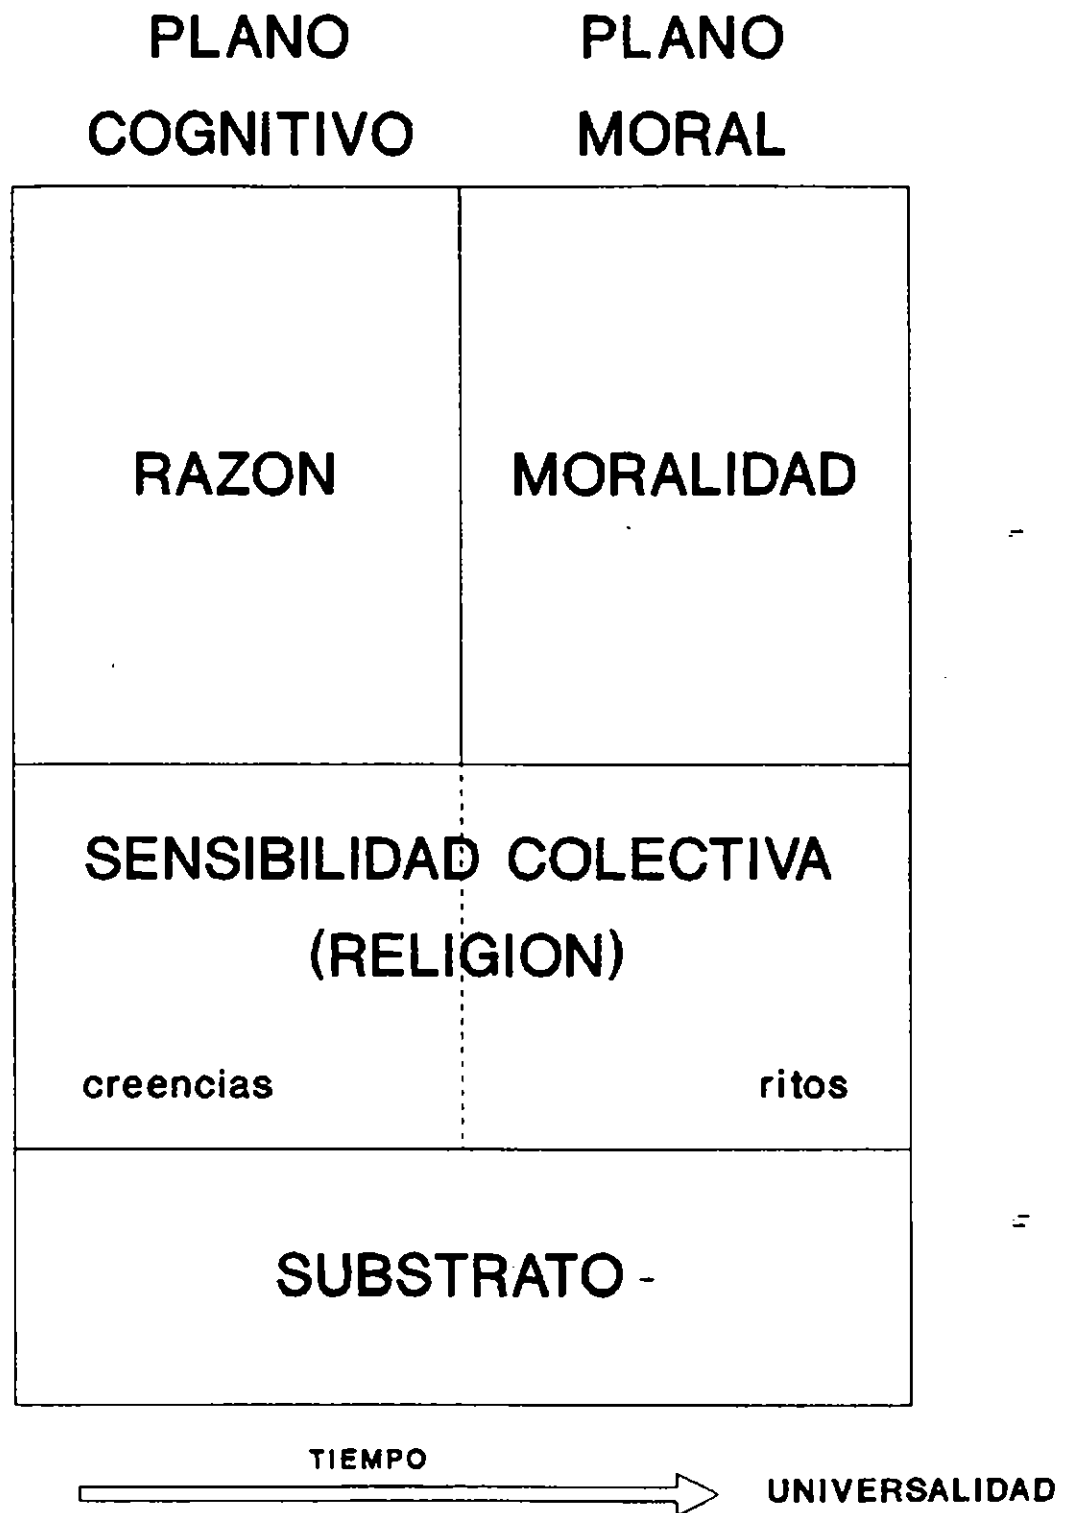 PLANO PLANO
COGNITIVO MORAL
RAZON MORALIDAD
SENSIBILIDAD COLECTIVA
(RELIGION)
creencias ritos
SUBSTRATO
TIEMPO
UNIVERSALIDAD